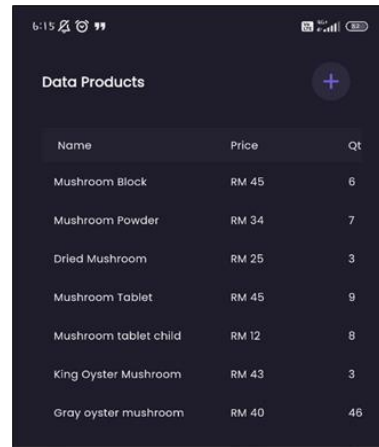 6:15
Data Products
+
Name Price Qt
Mushroom Block RM 45 6
Mushroom Powder RM 34 7
Dried Mushroom RM 25 3
Mushroom Tablet RM 45 9
Mushroom tablet child RM 12 8
King Oyster Mushroom RM 43 3
Gray oyster mushroom RM 40 46